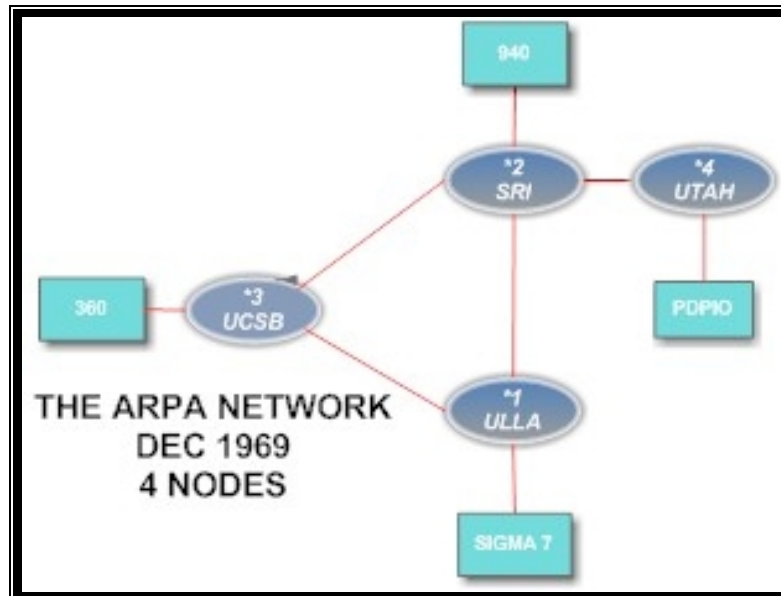 940
*2
SRI
*4
UTAH
360
*3
UCSB
PDPIO
THE ARPA NETWORK
DEC 1969
4 NODES
*1
ULLA
SIGMA 7